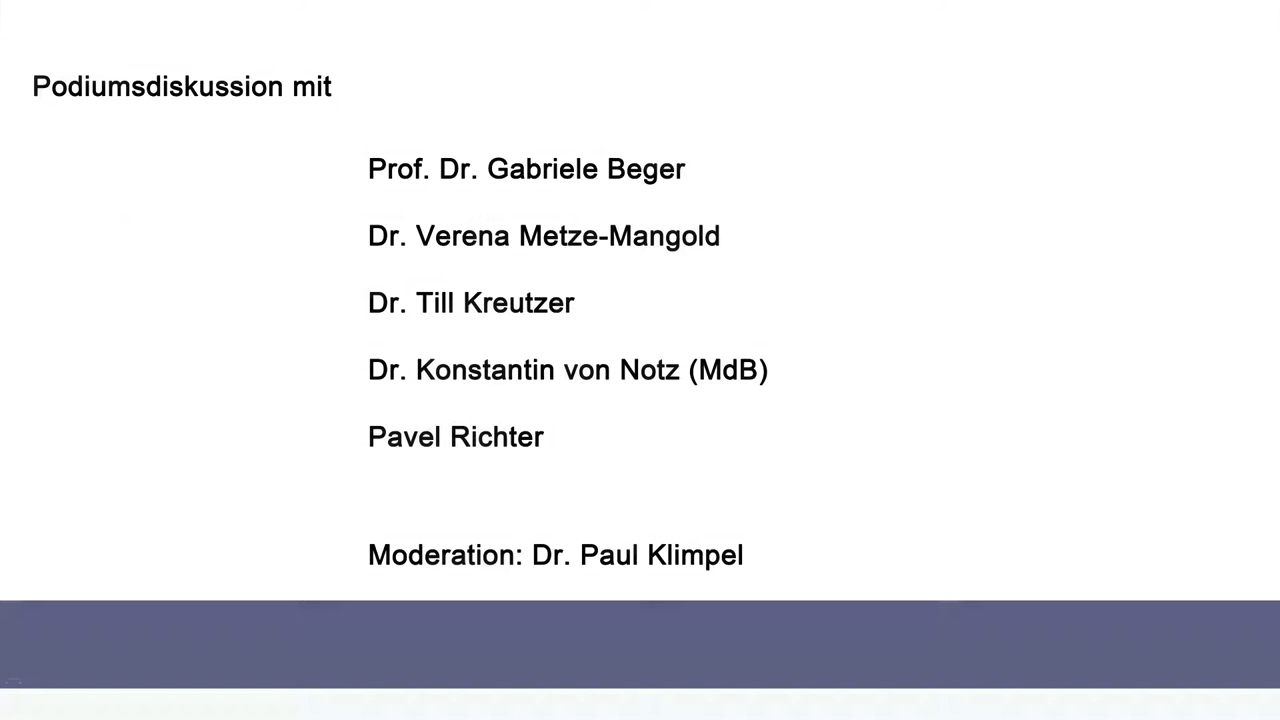 Podiumsdiskussion mit
Prof. Dr. Gabriele Beger
Dr. Verena Metze-Mangold
Dr. Till Kreutzer
Dr. Konstantin von Notz (MdB)
Pavel Richter
Moderation: Dr. Paul Klimpel